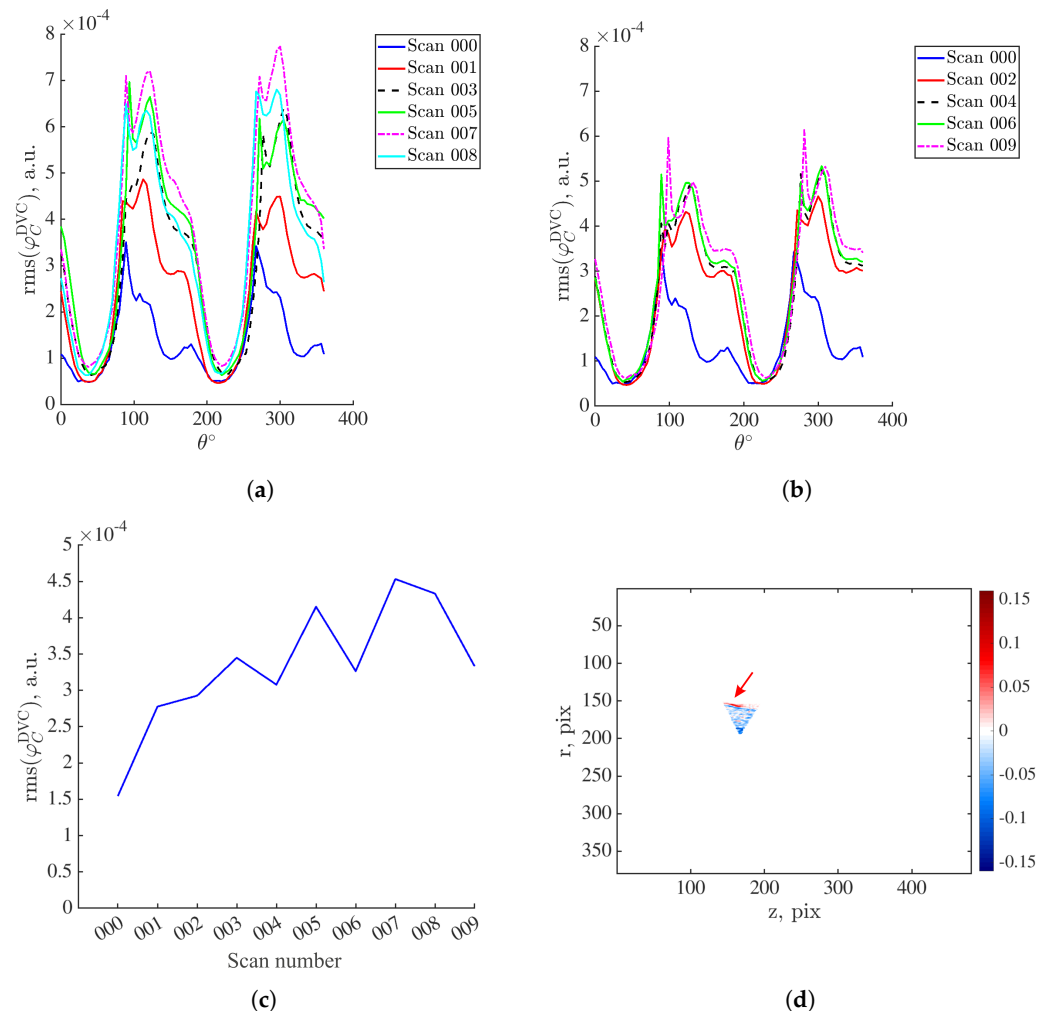 (a)
×10⁻⁴
rms(φ_C^DVC), a.u.
8
7
6
5
4
3
2
1
0
0 100 200 300 400
θ°
Scan 000
Scan 001
Scan 003
Scan 005
Scan 007
Scan 008
(a)
×10⁻⁴
rms(φ_C^DVC), a.u.
8
7
6
5
4
3
2
1
0
0 100 200 300 400
θ°
Scan 000
Scan 002
Scan 004
Scan 006
Scan 009
(b)
×10⁻⁴
rms(φ_C^DVC), a.u.
5
4.5
4
3.5
3
2.5
2
1.5
1
0.5
0
000 001 002 003 004 005 006 007 008 009
Scan number
(c)
r, pix
50
100
150
200
250
300
350
100 200 300 400
z, pix
0.15
0.1
0.05
0
-0.05
-0.1
-0.15
(d)